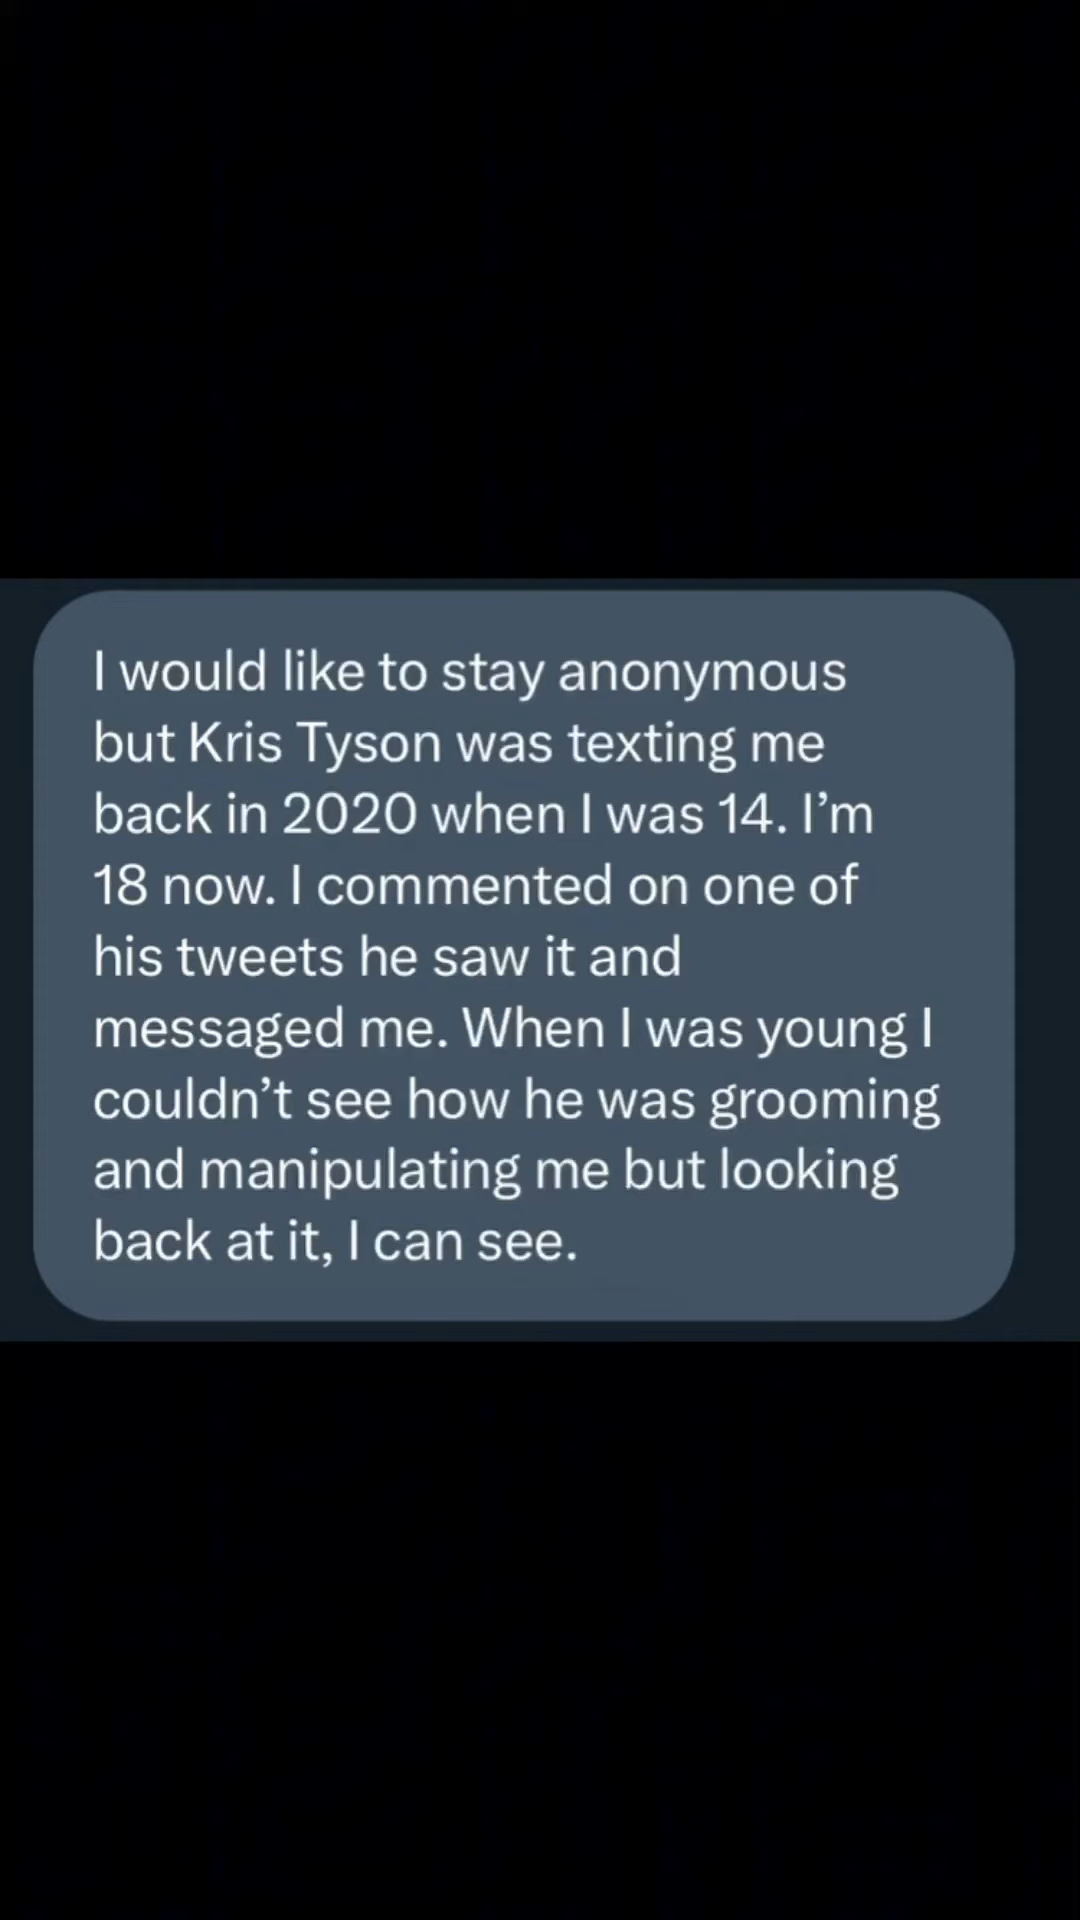 I would like to stay anonymous
but Kris Tyson was texting me
back in 2020 when I was 14. I’m
18 now. I commented on one of
his tweets he saw it and
messaged me. When I was young I
couldn’t see how he was grooming
and manipulating me but looking
back at it, I can see.